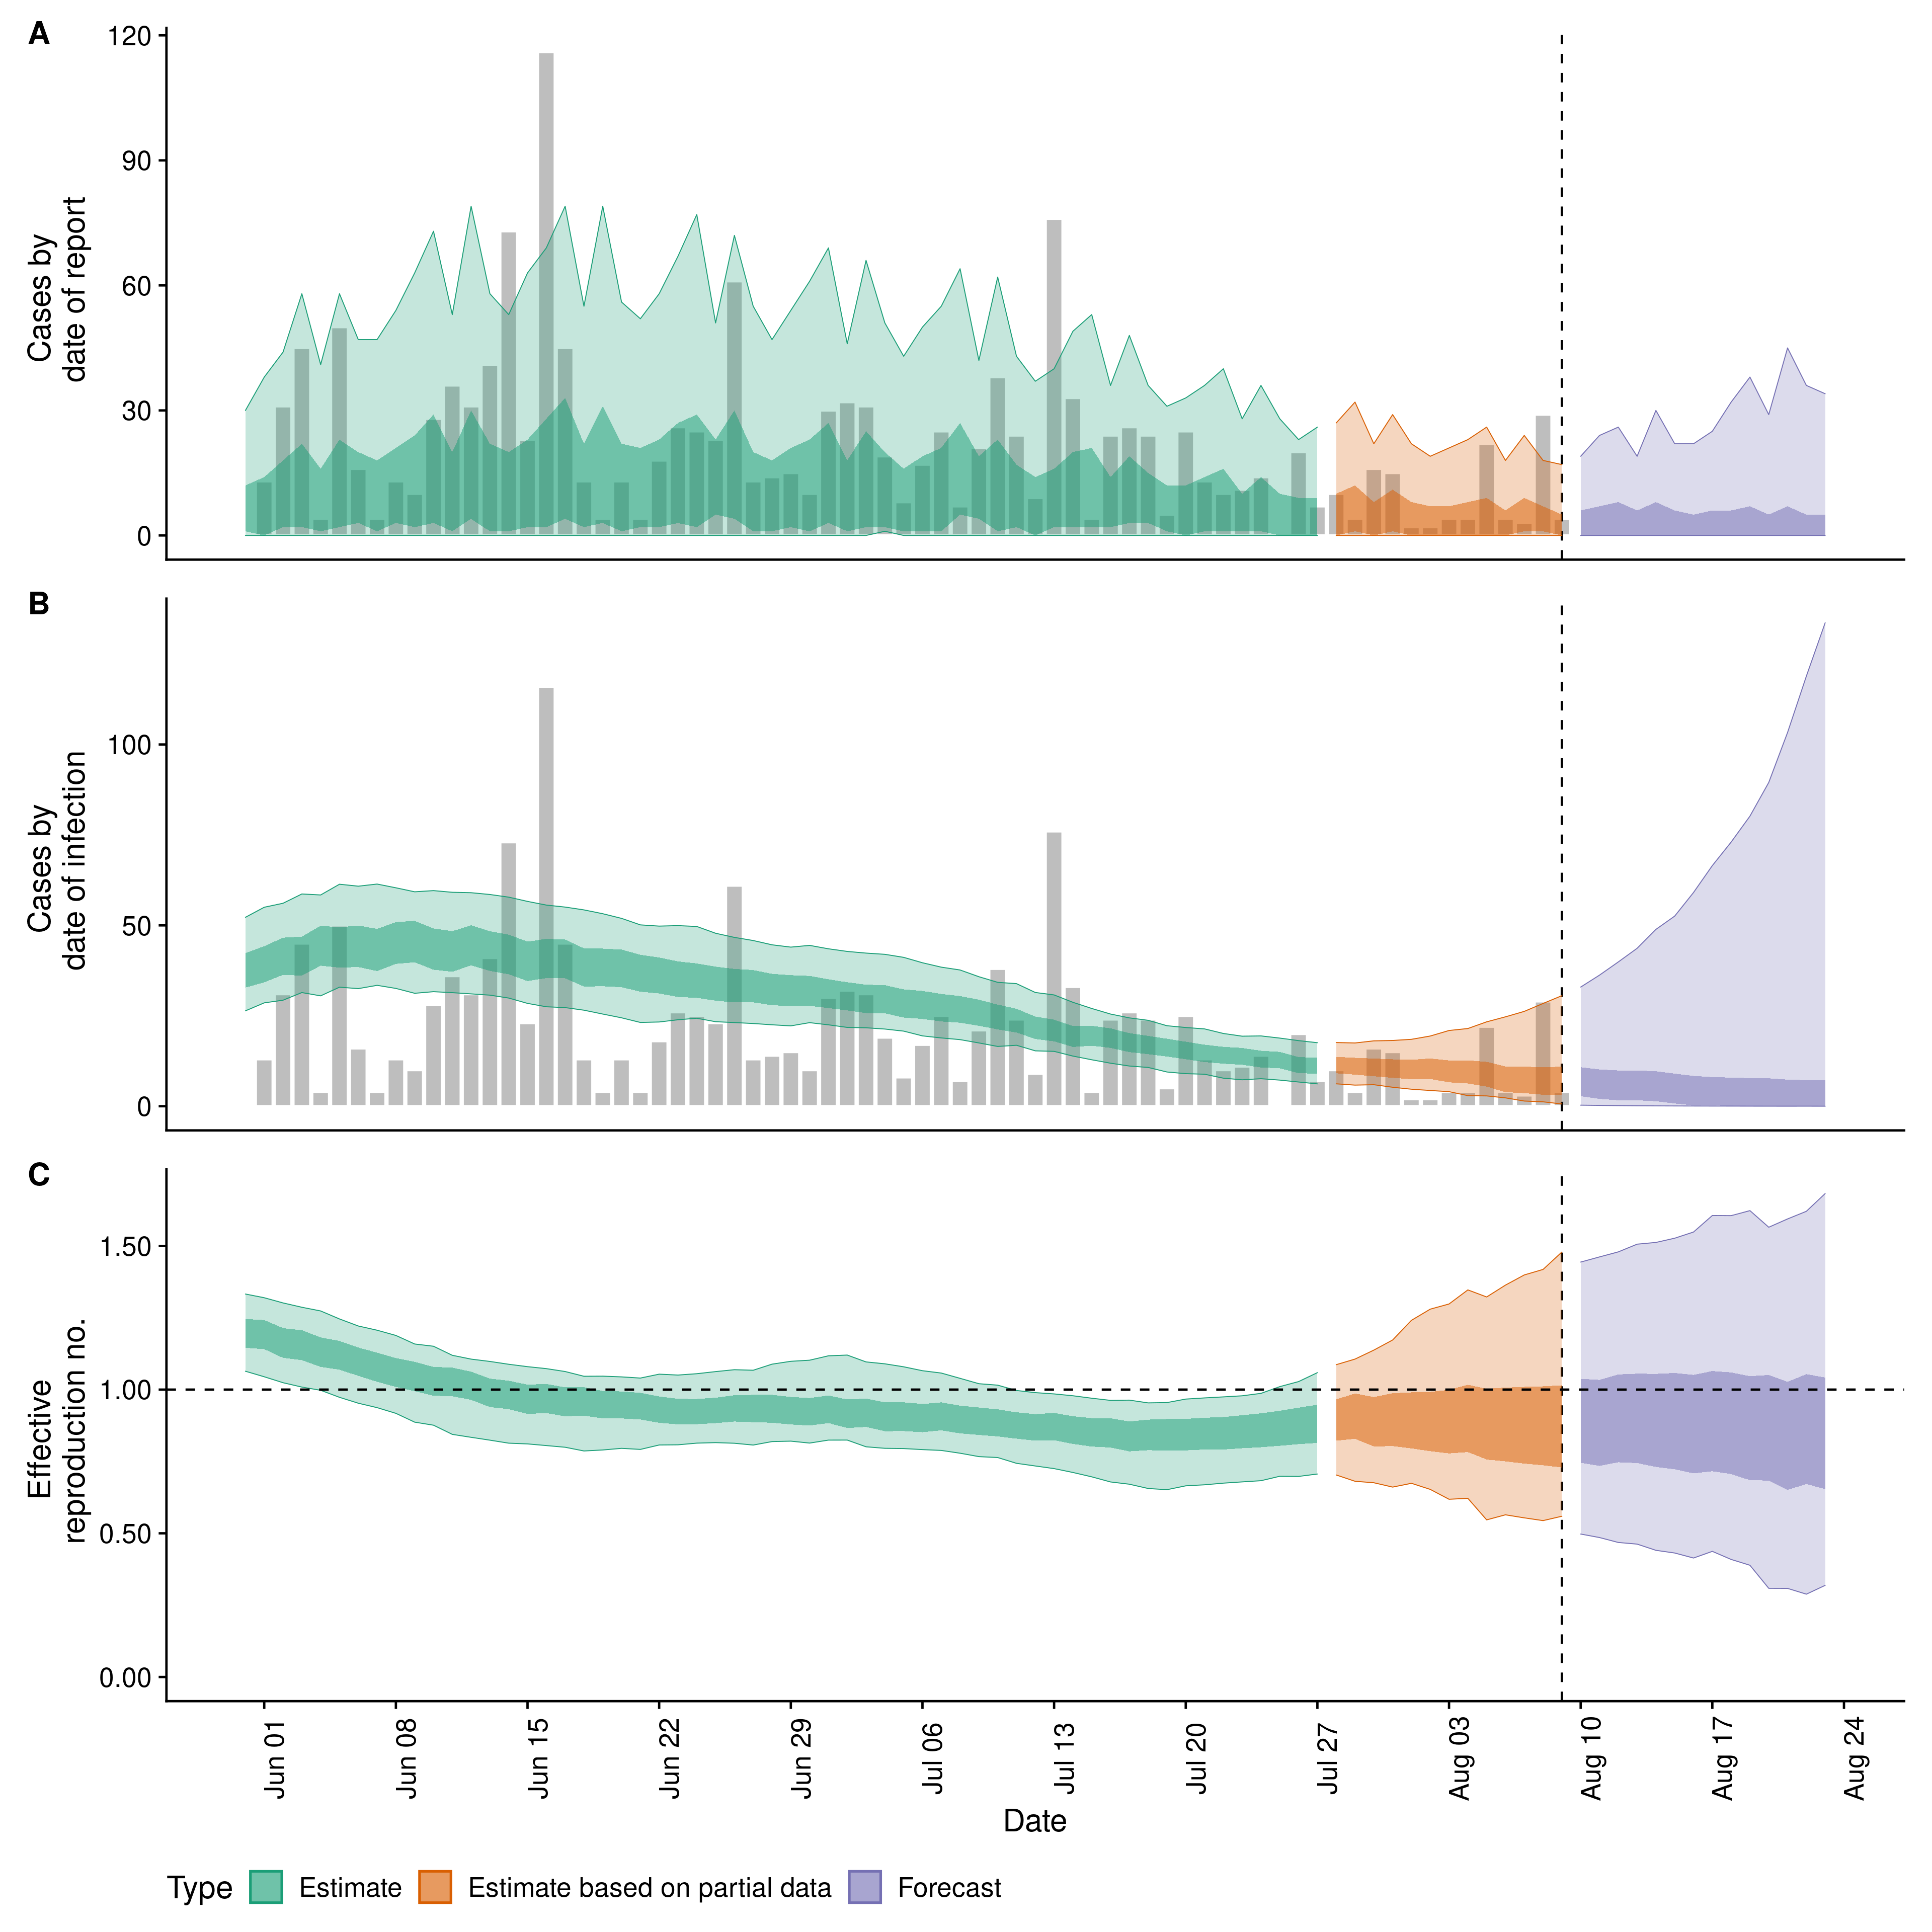 A
120
90
60
30
0
Cases by
date of report
B
100
50
0
Cases by
date of infection
C
1.50
1.00
0.50
0.00
Effective
reproduction no.
Jun 01
Jun 08
Jun 15
Jun 22
Jun 29
Jul 06
Jul 13
Jul 20
Jul 27
Aug 03
Aug 10
Aug 17
Aug 24
Date
Type Estimate Estimate based on partial data Forecast